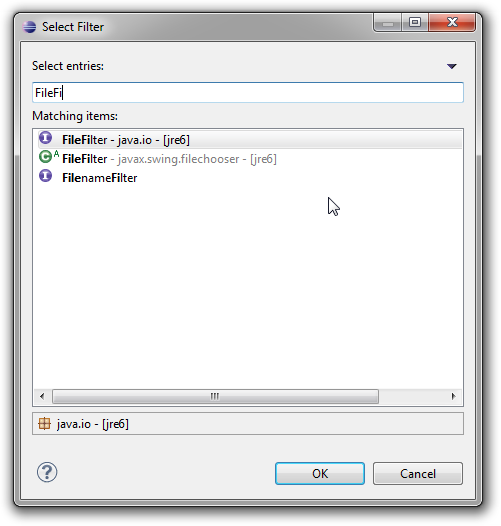 Select Filter
Select entries:
FileFi
Matching items:
I FileFilter - java.io - [jre6]
C A FileFilter - javax.swing.filechooser - [jre6]
I FilenameFilter
java.io - [jre6]
? OK Cancel